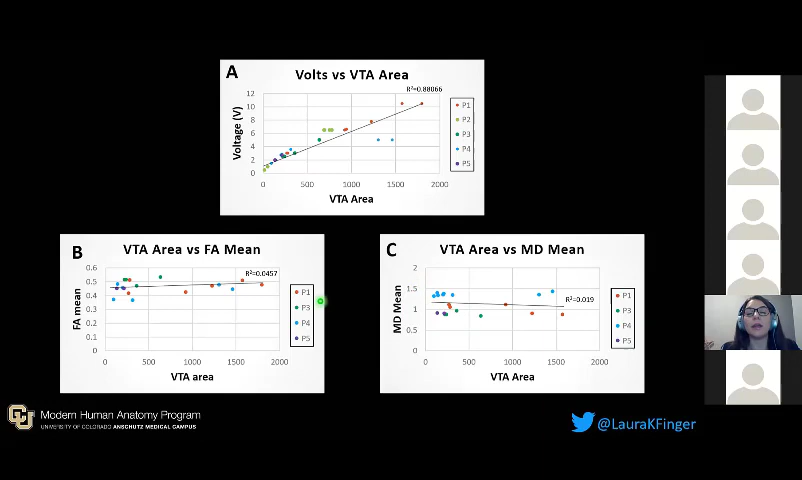 A
Volts vs VTA Area
R²=0.88066
12
10
8
6
4
2
0
Voltage (V)
0 500 1000 1500 2000
VTA Area
P1
P2
P3
P4
P5
B
VTA Area vs FA Mean
R²=0.0457
0.6
0.5
0.4
0.3
0.2
0.1
0
FA mean
0 500 1000 1500 2000
VTA area
P1
P3
P4
P5
C
VTA Area vs MD Mean
R²=0.019
2
1.5
1
0.5
0
MD Mean
0 500 1000 1500 2000
VTA Area
P1
P3
P4
P5
CU
Modern Human Anatomy Program
UNIVERSITY OF COLORADO ANSCHUTZ MEDICAL CAMPUS
@LauraKFinger